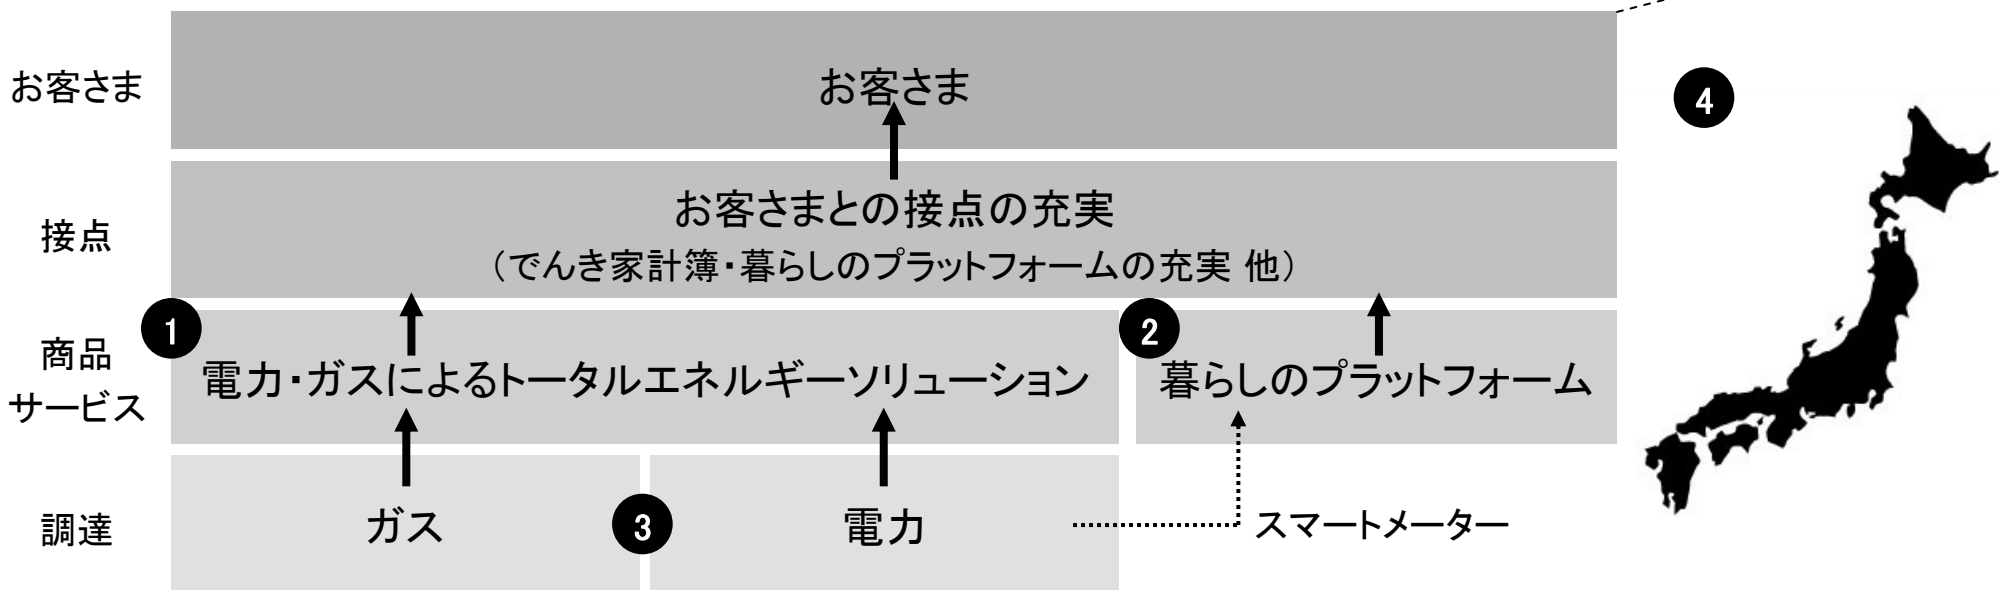 お客さま
お客さま
4
接点
お客さまとの接点の充実
（でんき家計簿・暮らしのプラットフォームの充実 他）
1
2
商品
サービス
電力・ガスによるトータルエネルギーソリューション
暮らしのプラットフォーム
調達
ガス
3
電力
スマートメーター